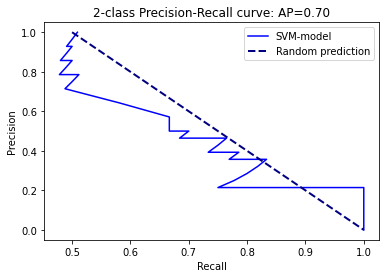 2-class Precision-Recall curve: AP=0.70
SVM-model
Random prediction
Precision
1.0
0.8
0.6
0.4
0.2
0.0
0.5 0.6 0.7 0.8 0.9 1.0
Recall